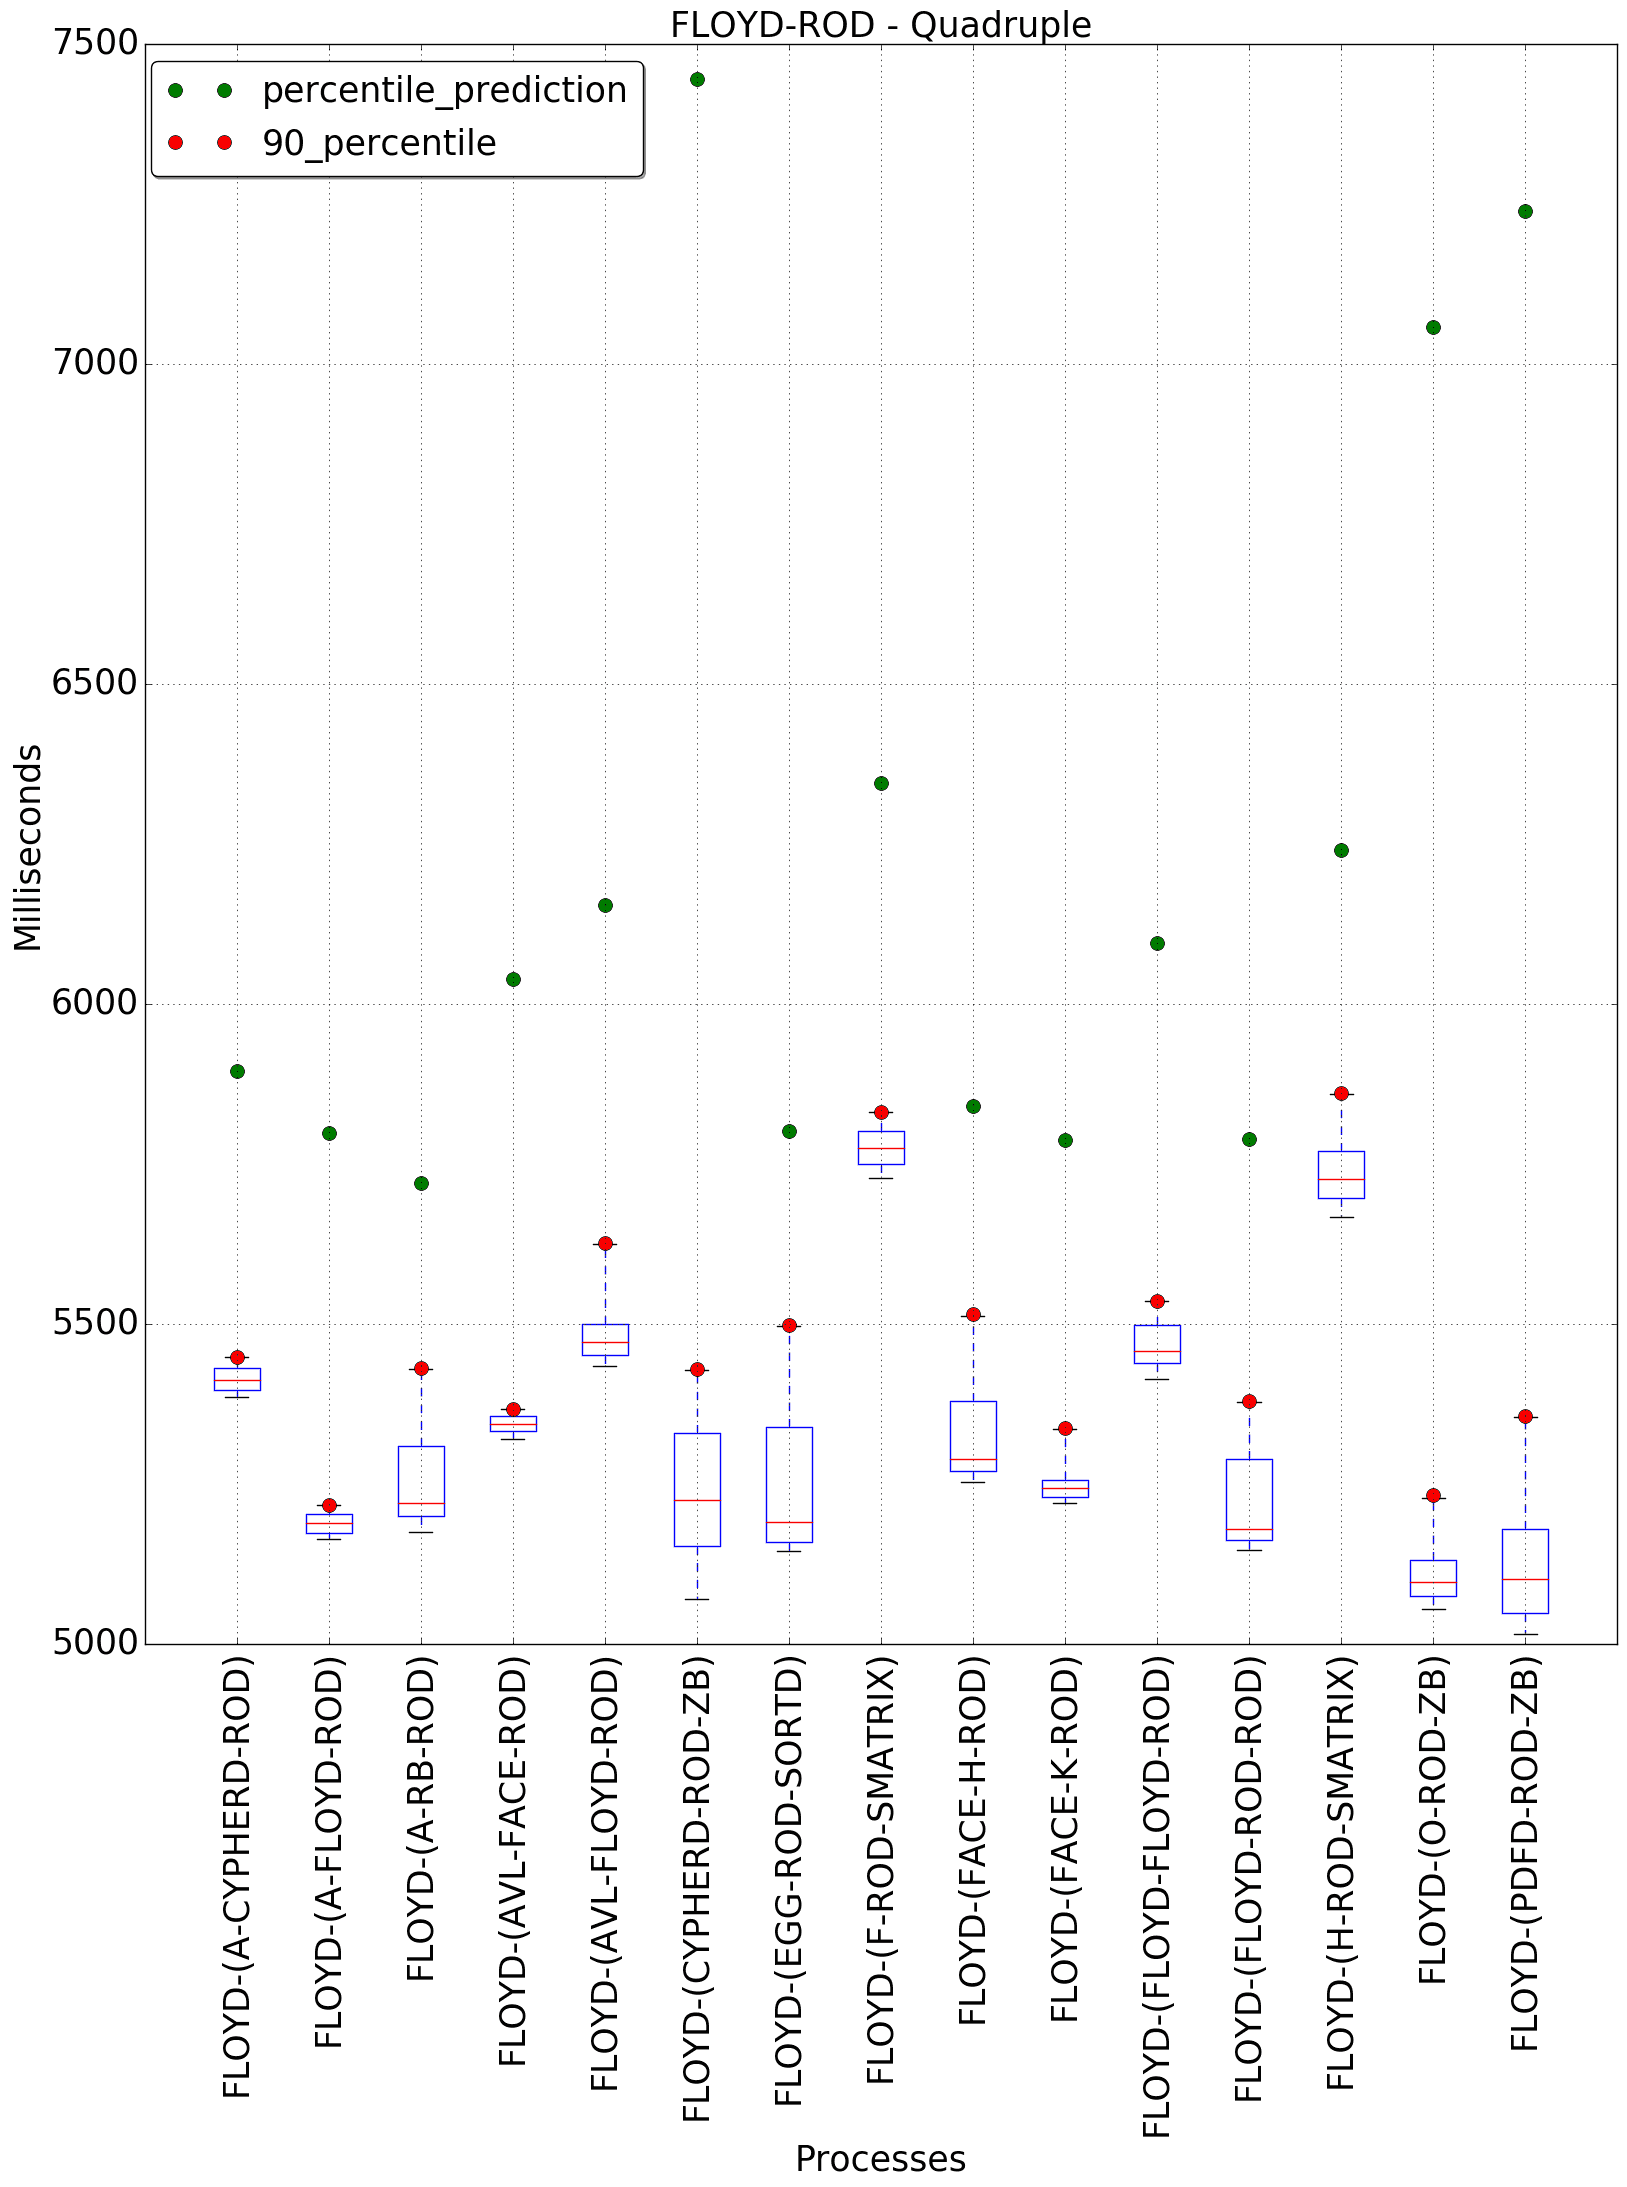 FLOYD-ROD - Quadruple
percentile_prediction
90_percentile
7500
7000
6500
6000
5500
5000
Milliseconds
FLOYD-(A-CYPHERD-ROD)
FLOYD-(A-FLOYD-ROD)
FLOYD-(A-RB-ROD)
FLOYD-(AVL-FACE-ROD)
FLOYD-(AVL-FLOYD-ROD)
FLOYD-(CYPHERD-ROD-ZB)
FLOYD-(EGG-ROD-SORTD)
FLOYD-(F-ROD-SMATRIX)
FLOYD-(FACE-H-ROD)
FLOYD-(FACE-K-ROD)
FLOYD-(FLOYD-FLOYD-ROD)
FLOYD-(FLOYD-ROD-ROD)
FLOYD-(H-ROD-SMATRIX)
FLOYD-(O-ROD-ZB)
FLOYD-(PDFD-ROD-ZB)
Processes